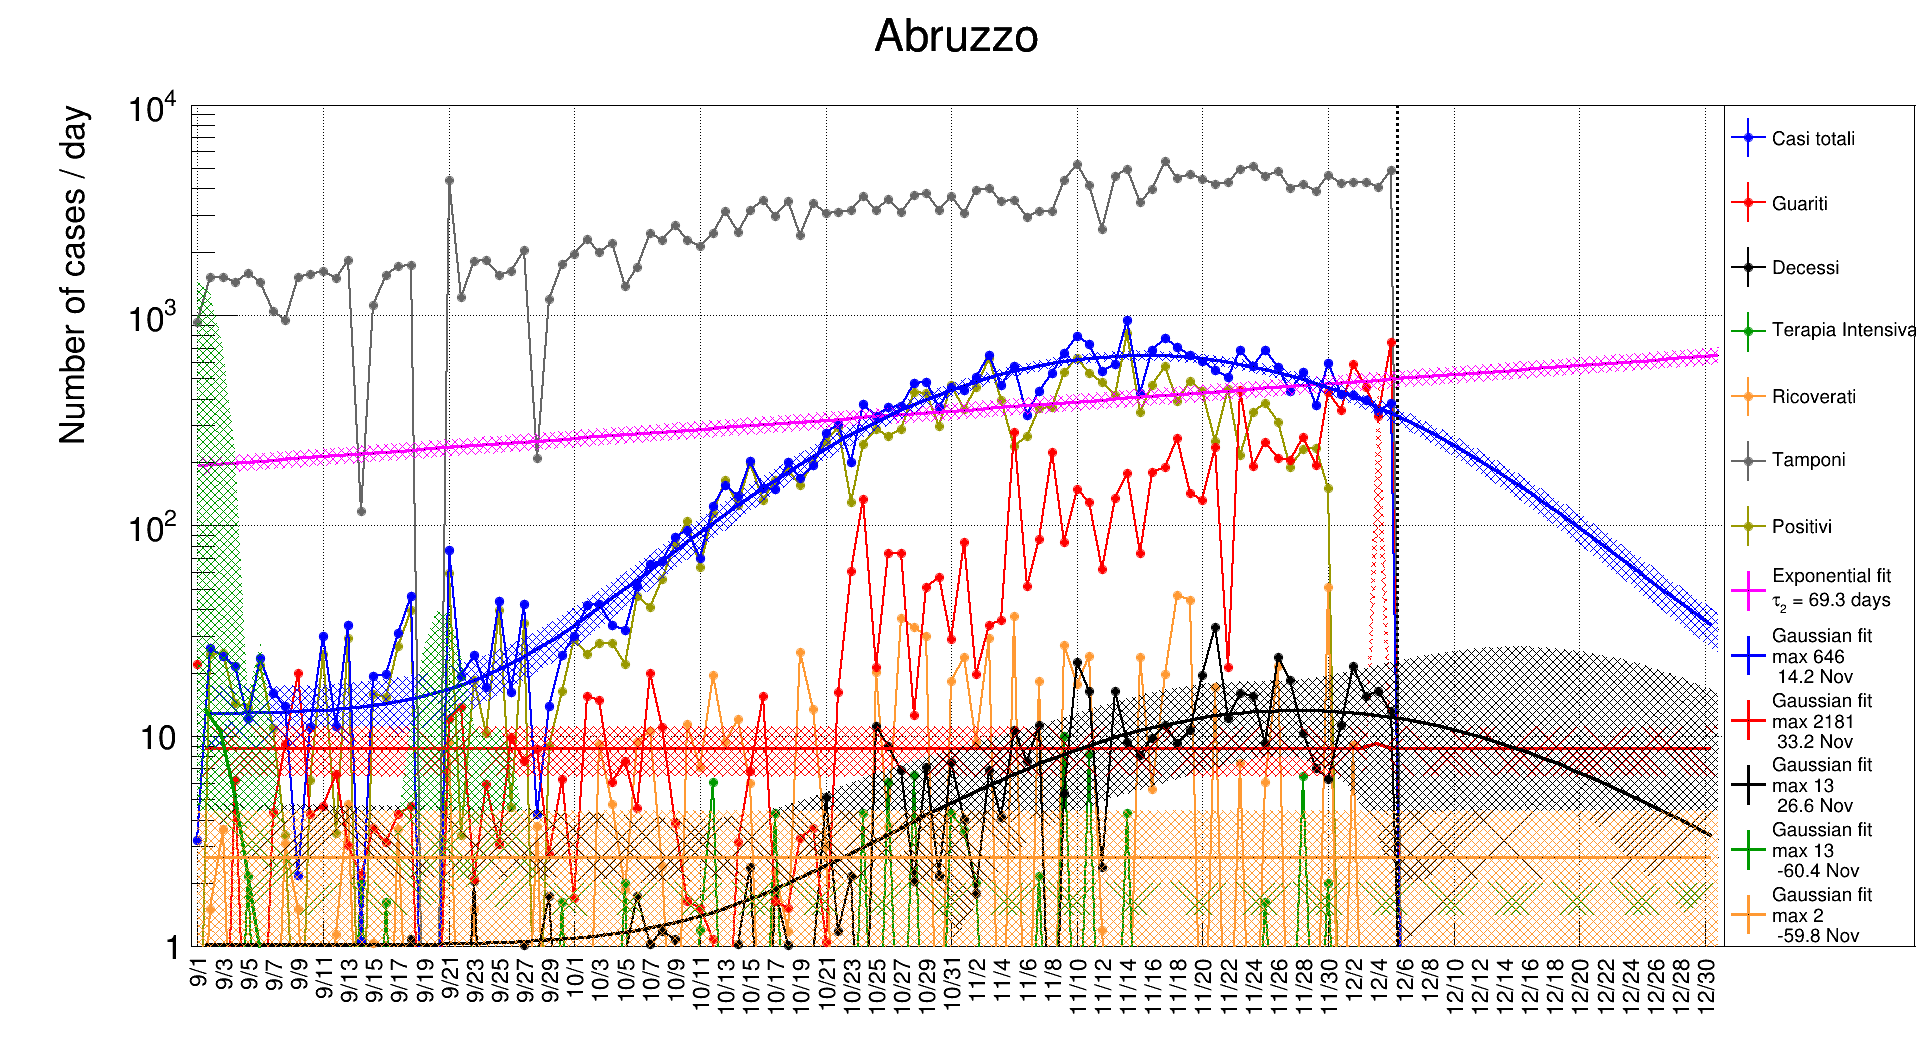 Abruzzo
Number of cases / day
10^4
10^3
10^2
10
1
9/1 9/3 9/5 9/7 9/9 9/11 9/13 9/15 9/17 9/19 9/21 9/23 9/25 9/27 9/29 10/1 10/3 10/5 10/7 10/9 10/11 10/13 10/15 10/17 10/19 10/21 10/23 10/25 10/27 10/29 10/31 11/2 11/4 11/6 11/8 11/10 11/12 11/14 11/16 11/18 11/20 11/22 11/24 11/26 11/28 11/30 12/2 12/4 12/6 12/8 12/10 12/12 12/14 12/16 12/18 12/20 12/22 12/24 12/26 12/28 12/30
Casi totali
Guariti
Decessi
Terapia Intensiva
Ricoverati
Tamponi
Positivi
Exponential fit
τ₂ = 69.3 days
Gaussian fit
max 646
14.2 Nov
Gaussian fit
max 2181
33.2 Nov
Gaussian fit
max 13
26.6 Nov
Gaussian fit
max 13
-60.4 Nov
Gaussian fit
max 2
-59.8 Nov